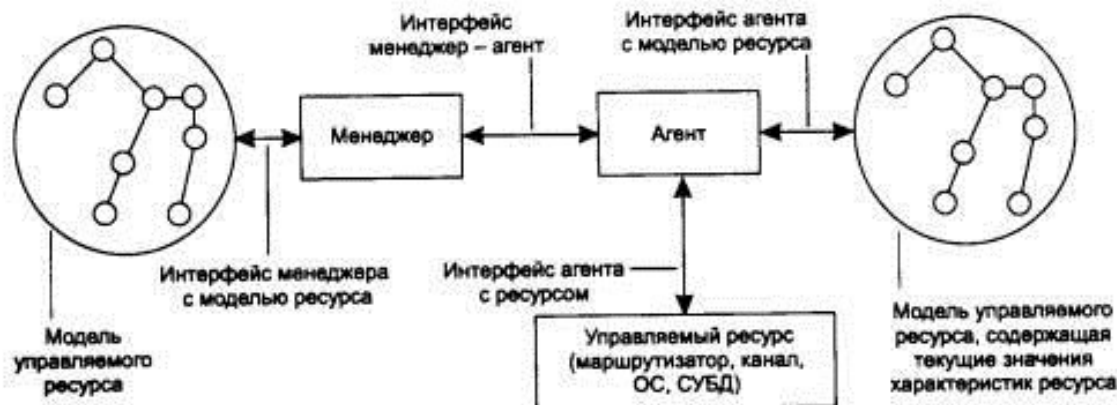 Интерфейс
менеджер – агент
Интерфейс агента
с моделью ресурса
Менеджер
Агент
Интерфейс менеджера
с моделью ресурса
Интерфейс агента
с ресурсом
Модель
управляемого
ресурса
Управляемый ресурс
(маршрутизатор, канал,
ОС, СУБД)
Модель управляемого
ресурса, содержащая
текущие значения
характеристик ресурса